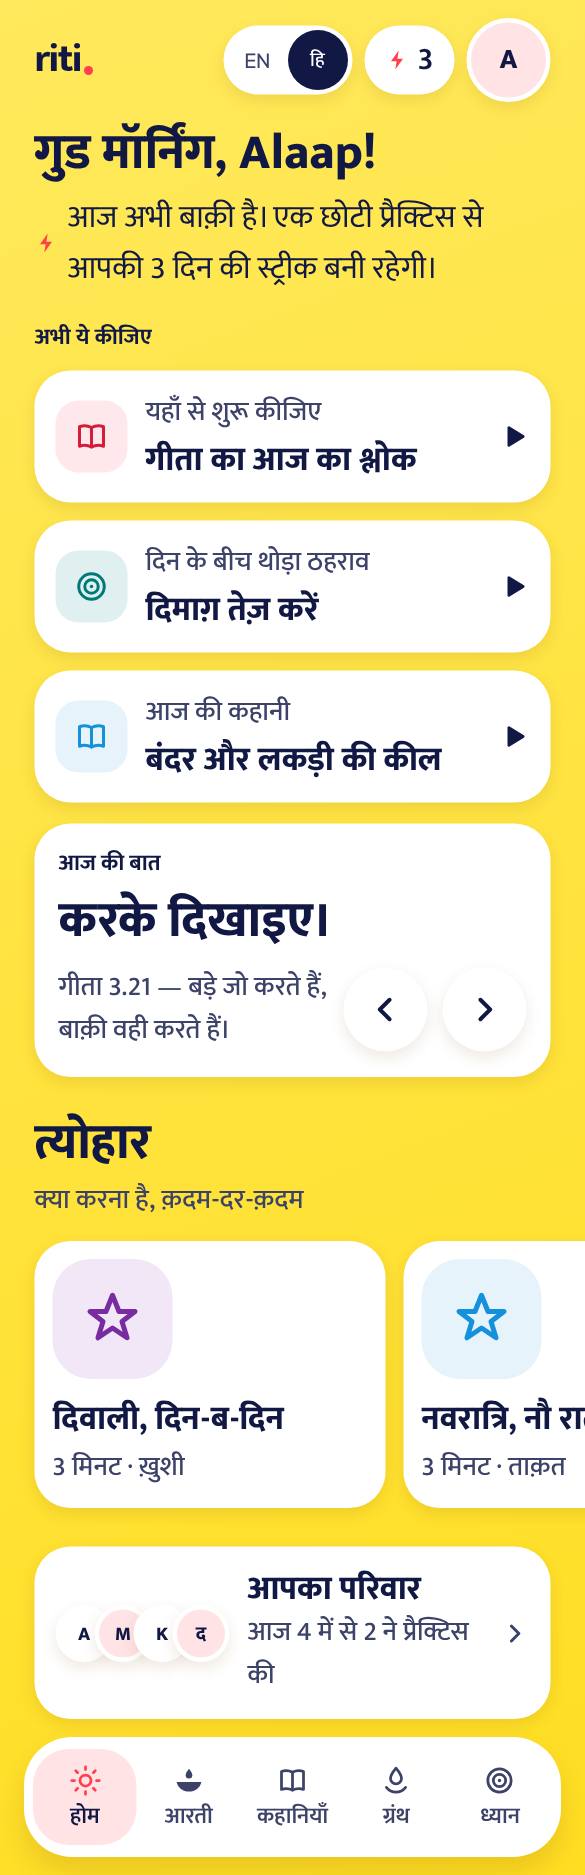 riti.
EN
हि
3
A
गुड मॉर्निंग, Alaap!
आज अभी बाक़ी है। एक छोटी प्रैक्टिस से
आपकी 3 दिन की स्ट्रीक बनी रहेगी।
अभी ये कीजिए
यहाँ से शुरू कीजिए
गीता का आज का श्लोक
दिन के बीच थोड़ा ठहराव
दिमाग़ तेज़ करें
आज की कहानी
बंदर और लकड़ी की कील
आज की बात
करके दिखाइए।
गीता 3.21 — बड़े जो करते हैं,
बाक़ी वही करते हैं।
त्योहार
क्या करना है, क़दम-दर-क़दम
दिवाली, दिन-ब-दिन
3 मिनट · ख़ुशी
नवरात्रि, नौ
3 मिनट · ताक़त
A M K द
आपका परिवार
आज 4 में से 2 ने प्रैक्टिस
की
होम
आरती
कहानियाँ
ग्रंथ
ध्यान